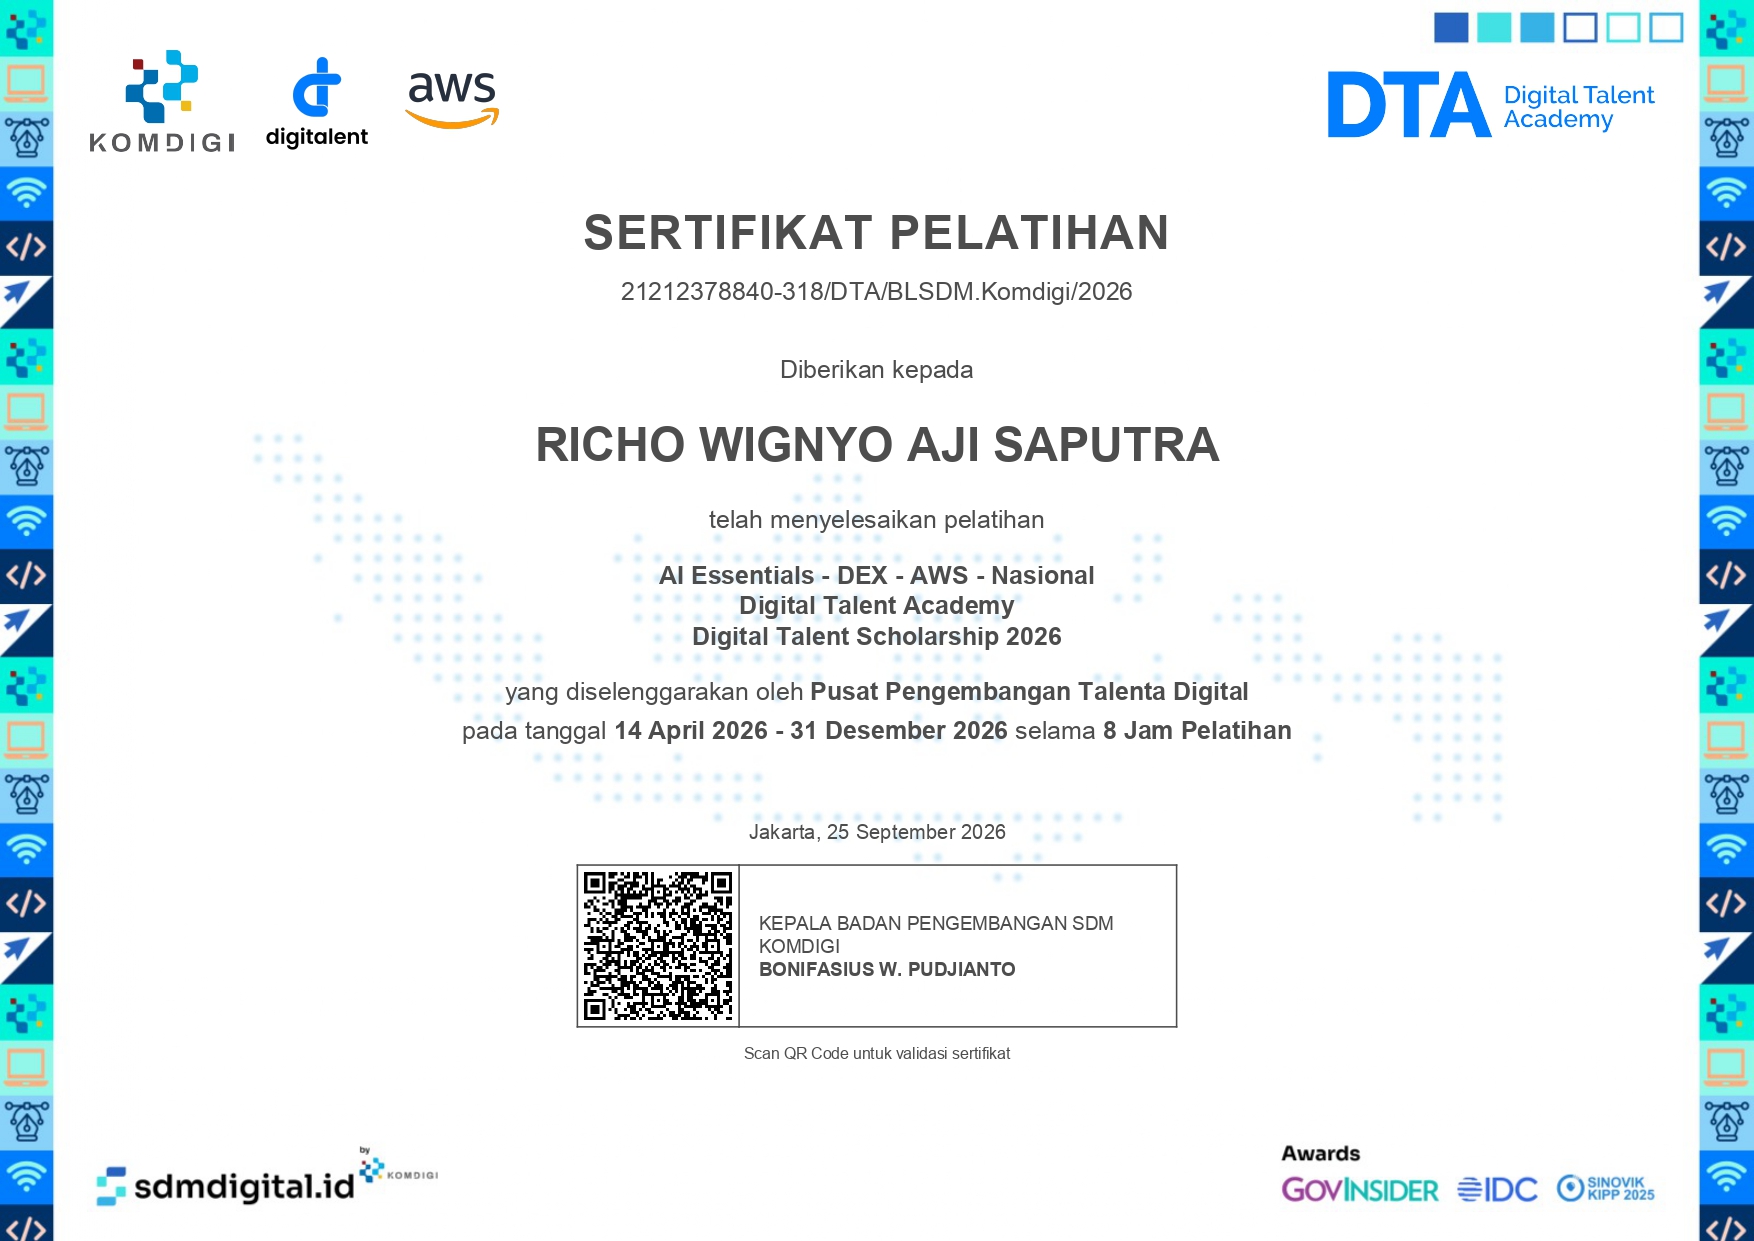 KOMDIGI
digitalent
aws
DTA Digital Talent
Academy
SERTIFIKAT PELATIHAN
21212378840-318/DTA/BLSDM.Komdigi/2026
Diberikan kepada
RICHO WIGNYO AJI SAPUTRA
telah menyelesaikan pelatihan
AI Essentials - DEX - AWS - Nasional
Digital Talent Academy
Digital Talent Scholarship 2026
yang diselenggarakan oleh Pusat Pengembangan Talenta Digital
pada tanggal 14 April 2026 - 31 Desember 2026 selama 8 Jam Pelatihan
Jakarta, 25 September 2026
KEPALA BADAN PENGEMBANGAN SDM
KOMDIGI
BONIFASIUS W. PUDJIANTO
Scan QR Code untuk validasi sertifikat
sdmdigital.id by KOMDIGI
Awards
GOVINSIDER IDC SINOVIK
KIPP 2025